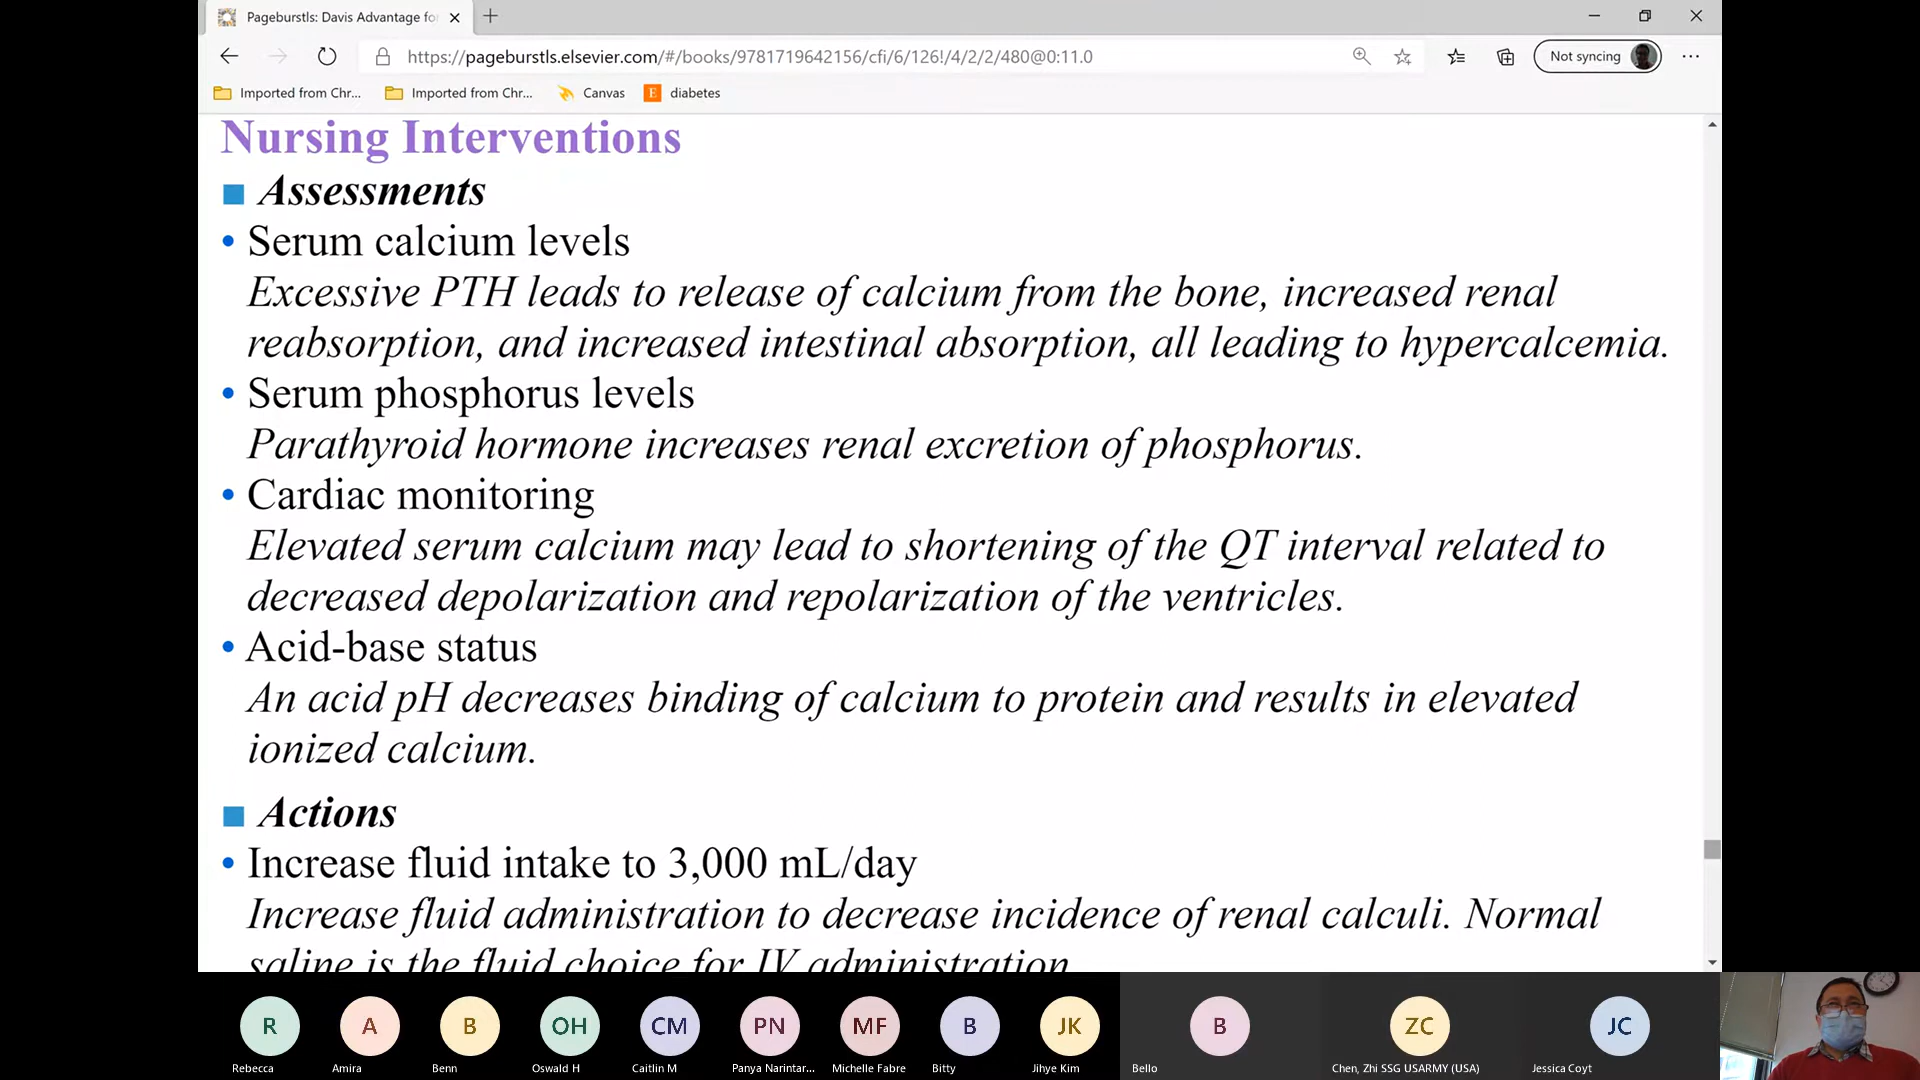 Pageburstls: Davis Advantage fo
https://pageburstls.elsevier.com/#/books/9781719642156/cfi/6/126!/4/2/2/480@0:11.0
Not syncing
Imported from Chr... Imported from Chr... Canvas E diabetes
Nursing Interventions
Assessments
• Serum calcium levels
Excessive PTH leads to release of calcium from the bone, increased renal
reabsorption, and increased intestinal absorption, all leading to hypercalcemia.
• Serum phosphorus levels
Parathyroid hormone increases renal excretion of phosphorus.
• Cardiac monitoring
Elevated serum calcium may lead to shortening of the QT interval related to
decreased depolarization and repolarization of the ventricles.
• Acid-base status
An acid pH decreases binding of calcium to protein and results in elevated
ionized calcium.
Actions
• Increase fluid intake to 3,000 mL/day
Increase fluid administration to decrease incidence of renal calculi. Normal
saline is the fluid choice for IV administration
R A B OH CM PN MF B JK B ZC JC
Rebecca Amira Benn Oswald H Caitlin M Panya Narintar... Michelle Fabre Bitty Jihye Kim Bello Chen, Zhi SSG USARMY (USA) Jessica Coyt